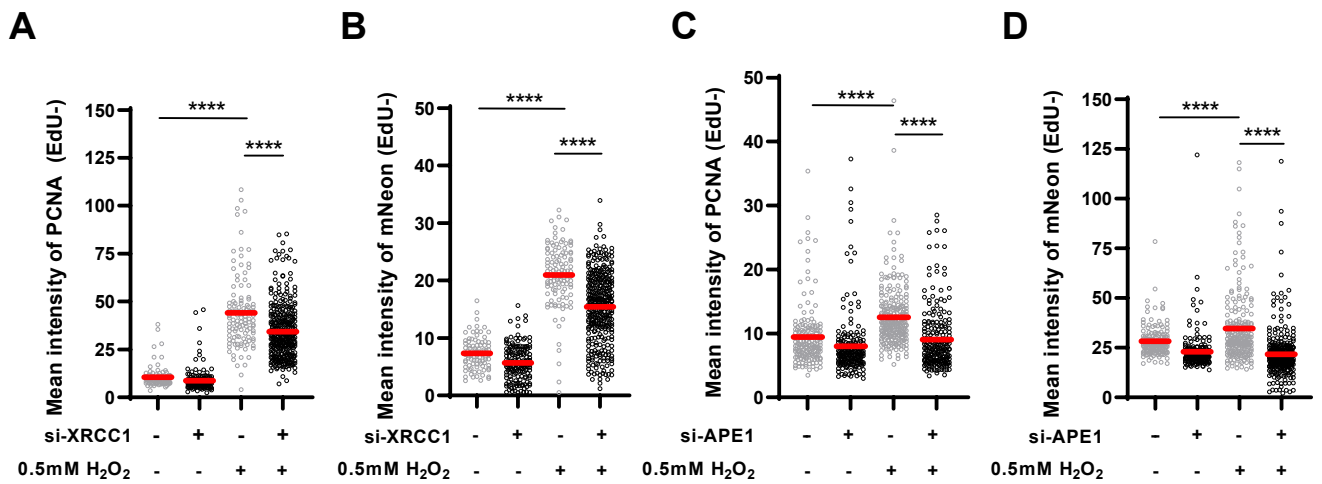 A
B
C
D
Mean intensity of PCNA (EdU-)
150
125
100
75
50
25
0
****
****
si-XRCC1 - + - +
0.5mM H₂O₂ - - + +
Mean intensity of mNeon (EdU-)
50
40
30
20
10
0
****
****
si-XRCC1 - + - +
0.5mM H₂O₂ - - + +
Mean intensity of PCNA (EdU-)
50
40
30
20
10
0
****
****
si-APE1 - + - +
0.5mM H₂O₂ - - + +
Mean intensity of mNeon (EdU-)
150
125
100
75
50
25
0
****
****
si-APE1 - + - +
0.5mM H₂O₂ - - + +